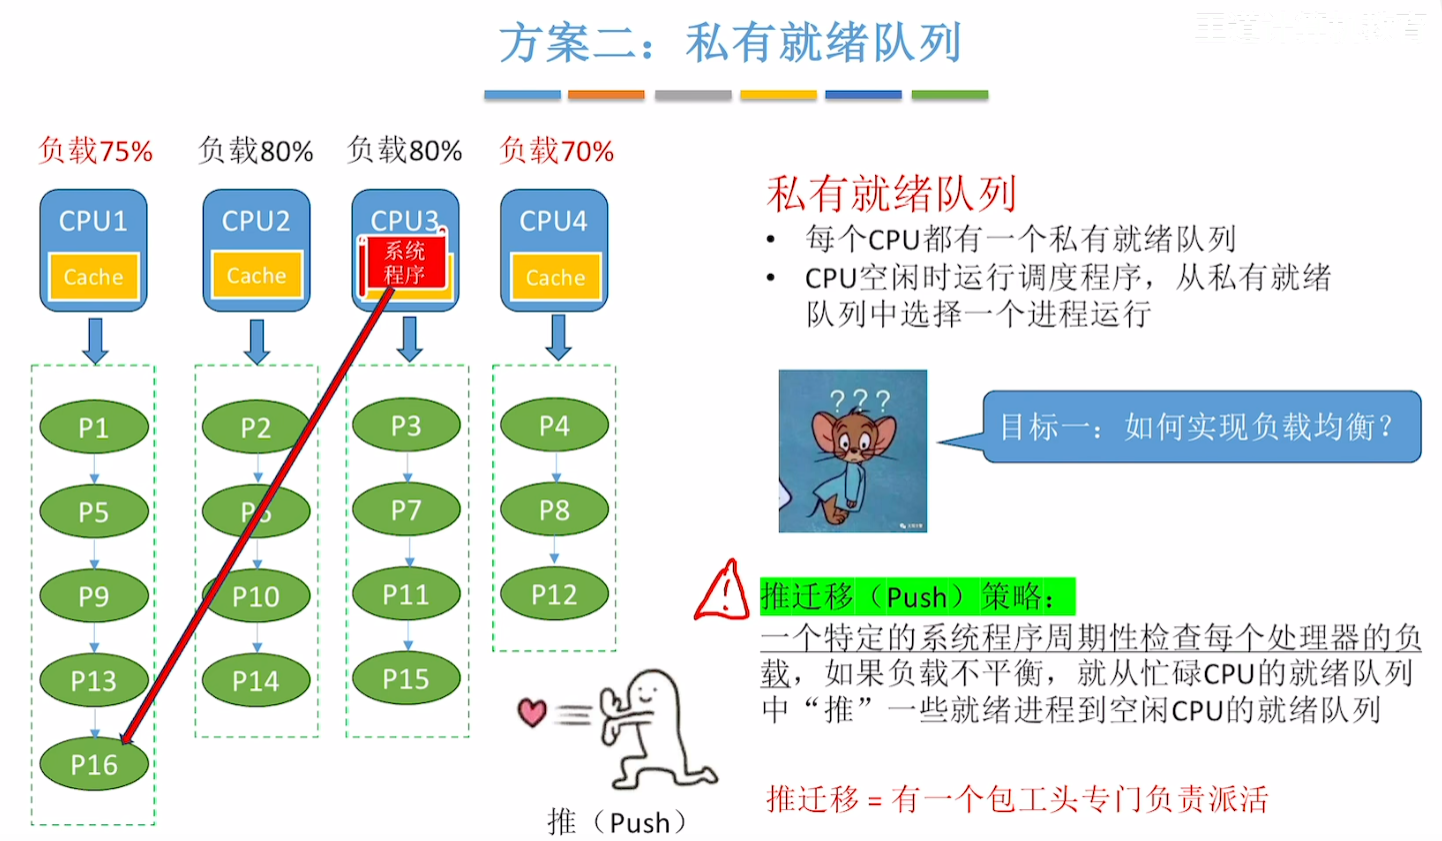 方案二：私有就绪队列
负载75%
负载80%
负载80%
负载70%
CPU1
Cache
CPU2
Cache
CPU3
系统
程序
CPU4
Cache
P1
P5
P9
P13
P16
P2
P6
P10
P14
P3
P7
P11
P15
P4
P8
P12
推（Push）
私有就绪队列
• 每个CPU都有一个私有就绪队列
• CPU空闲时运行调度程序，从私有就绪
队列中选择一个进程运行
? ? ?
目标一：如何实现负载均衡？
推迁移（Push）策略：
一个特定的系统程序周期性检查每个处理器的负
载，如果负载不平衡，就从忙碌CPU的就绪队列
中“推”一些就绪进程到空闲CPU的就绪队列
推迁移 = 有一个包工头专门负责派活